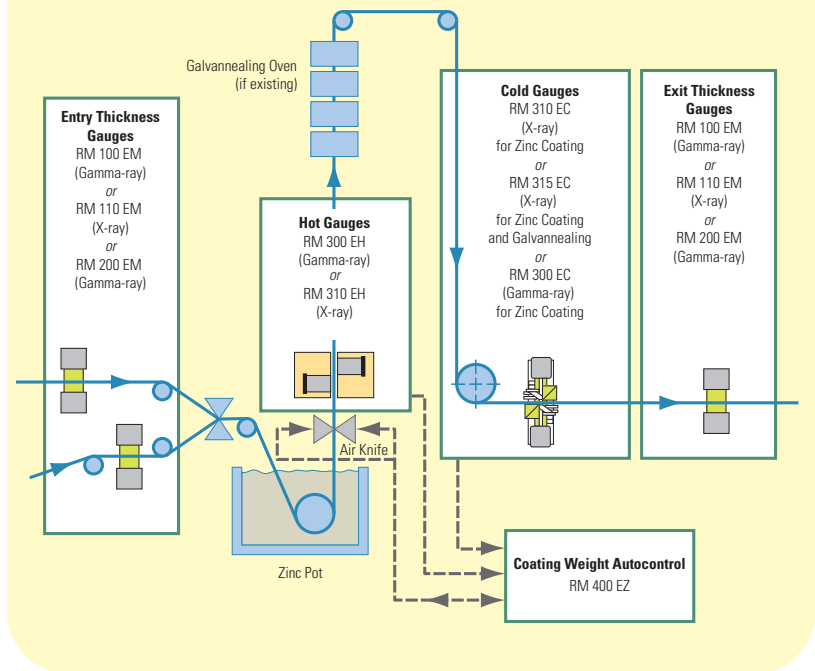 Galvannealing Oven
(if existing)
Entry Thickness
Gauges
RM 100 EM
(Gamma-ray)
or
RM 110 EM
(X-ray)
or
RM 200 EM
(Gamma-ray)
Hot Gauges
RM 300 EH
(Gamma-ray)
or
RM 310 EH
(X-ray)
Cold Gauges
RM 310 EC
(X-ray)
for Zinc Coating
or
RM 315 EC
(X-ray)
for Zinc Coating
and Galvannealing
or
RM 300 EC
(Gamma-ray)
for Zinc Coating
Exit Thickness
Gauges
RM 100 EM
(Gamma-ray)
or
RM 110 EM
(X-ray)
or
RM 200 EM
(Gamma-ray)
Air Knife
Zinc Pot
Coating Weight Autocontrol
RM 400 EZ